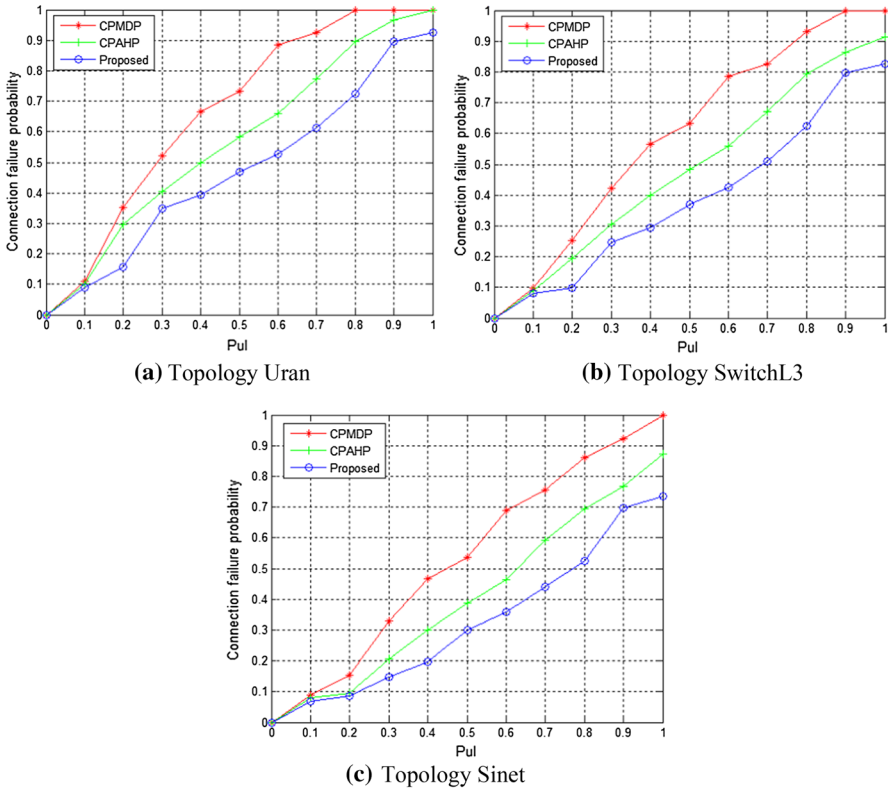 1
0.9
0.8
0.7
0.6
0.5
0.4
0.3
0.2
0.1
0
Connection failure probability
CPMDP
CPAHP
Proposed
0 0.1 0.2 0.3 0.4 0.5 0.6 0.7 0.8 0.9 1
Pul
(a) Topology Uran
1
0.9
0.8
0.7
0.6
0.5
0.4
0.3
0.2
0.1
0
Connection failure probability
CPMDP
CPAHP
Proposed
0 0.1 0.2 0.3 0.4 0.5 0.6 0.7 0.8 0.9 1
Pul
(b) Topology SwitchL3
1
0.9
0.8
0.7
0.6
0.5
0.4
0.3
0.2
0.1
0
Connection failure probability
CPMDP
CPAHP
Proposed
0 0.1 0.2 0.3 0.4 0.5 0.6 0.7 0.8 0.9 1
Pul
(c) Topology Sinet